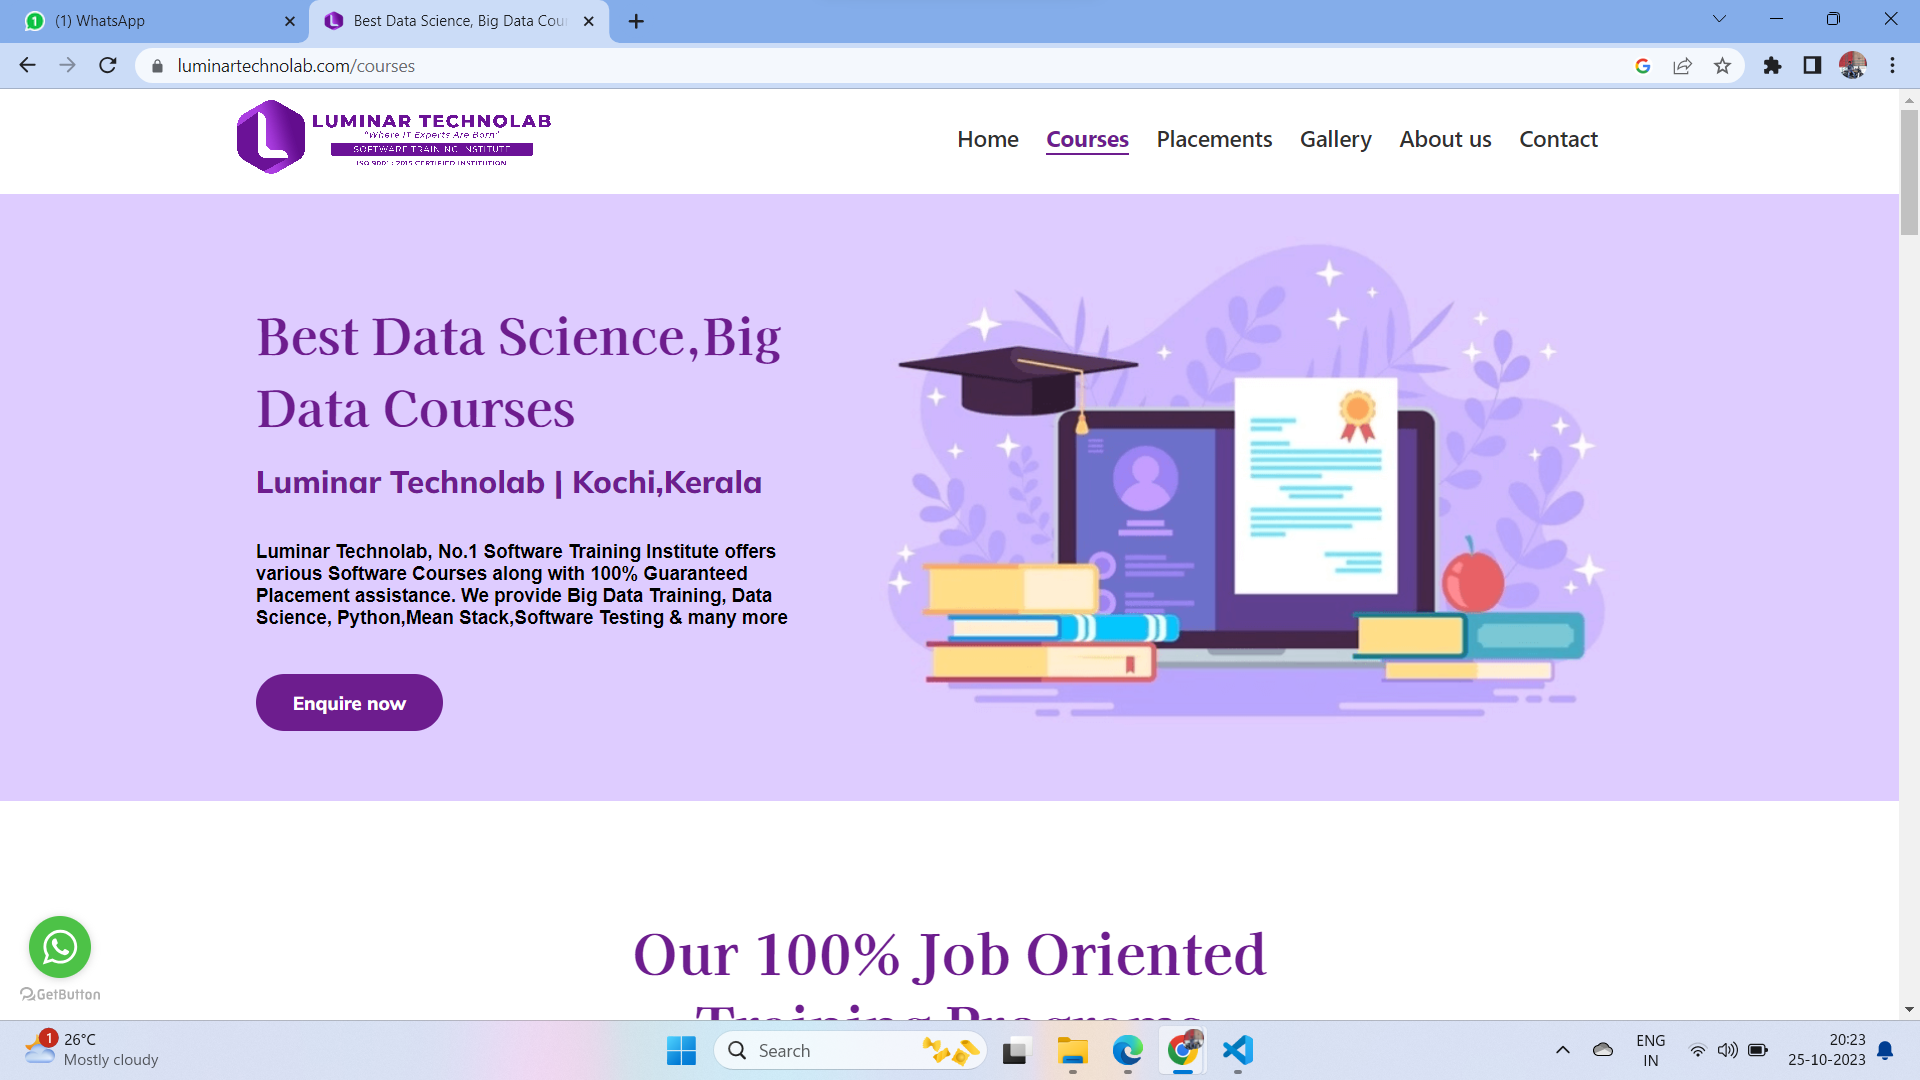 (1) WhatsApp
Best Data Science, Big Data Cou
luminartechnolab.com/courses
LUMINAR TECHNOLAB
"Where IT Experts Are Born"
SOFTWARE TRAINING INSTITUTE
ISO 9001 : 2015 CERTIFIED INSTITUTION
Home Courses Placements Gallery About us Contact
Best Data Science,Big
Data Courses
Luminar Technolab | Kochi,Kerala
Luminar Technolab, No.1 Software Training Institute offers
various Software Courses along with 100% Guaranteed
Placement assistance. We provide Big Data Training, Data
Science, Python,Mean Stack,Software Testing & many more
Enquire now
Our 100% Job Oriented
Training Programs
GetButton
1
26°C
Mostly cloudy
Search
ENG
IN
20:23
25-10-2023